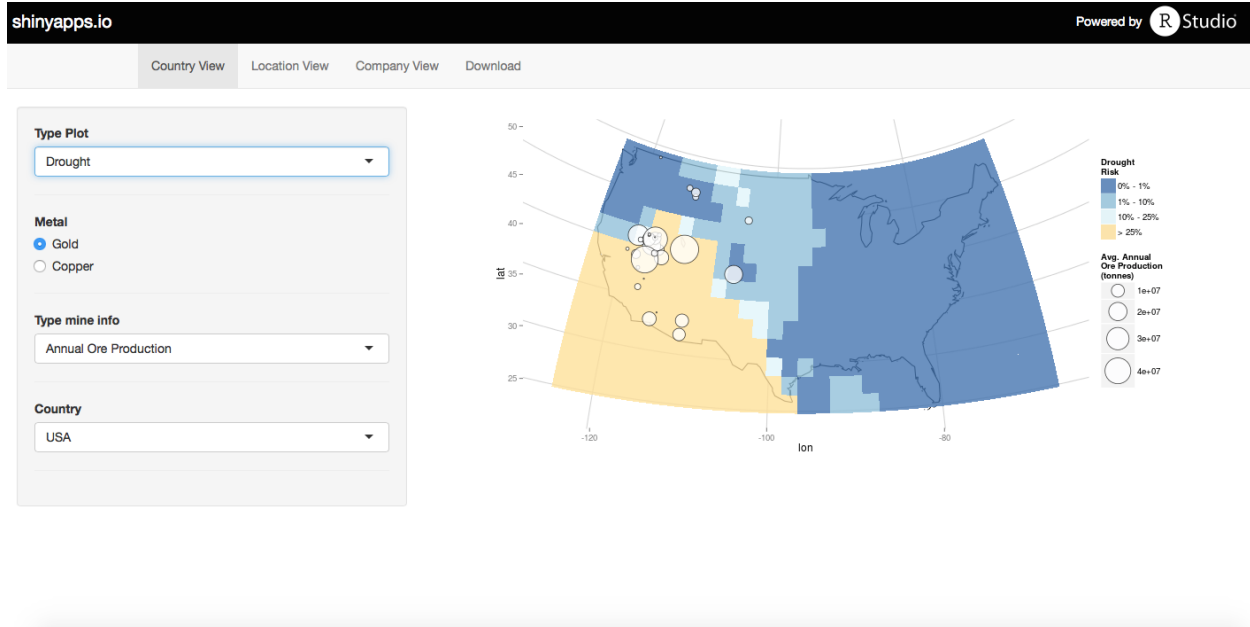 shinyapps.io
Powered by R Studio
Country View Location View Company View Download
Type Plot
Drought
Metal
Gold
Copper
Type mine info
Annual Ore Production
Country
USA
50
45
40
35
30
25
lat
-120 -100 -80
lon
Drought
Risk
0% - 1%
1% - 10%
10% - 25%
> 25%
Avg. Annual
Ore Production
(tonnes)
1e+07
2e+07
3e+07
4e+07